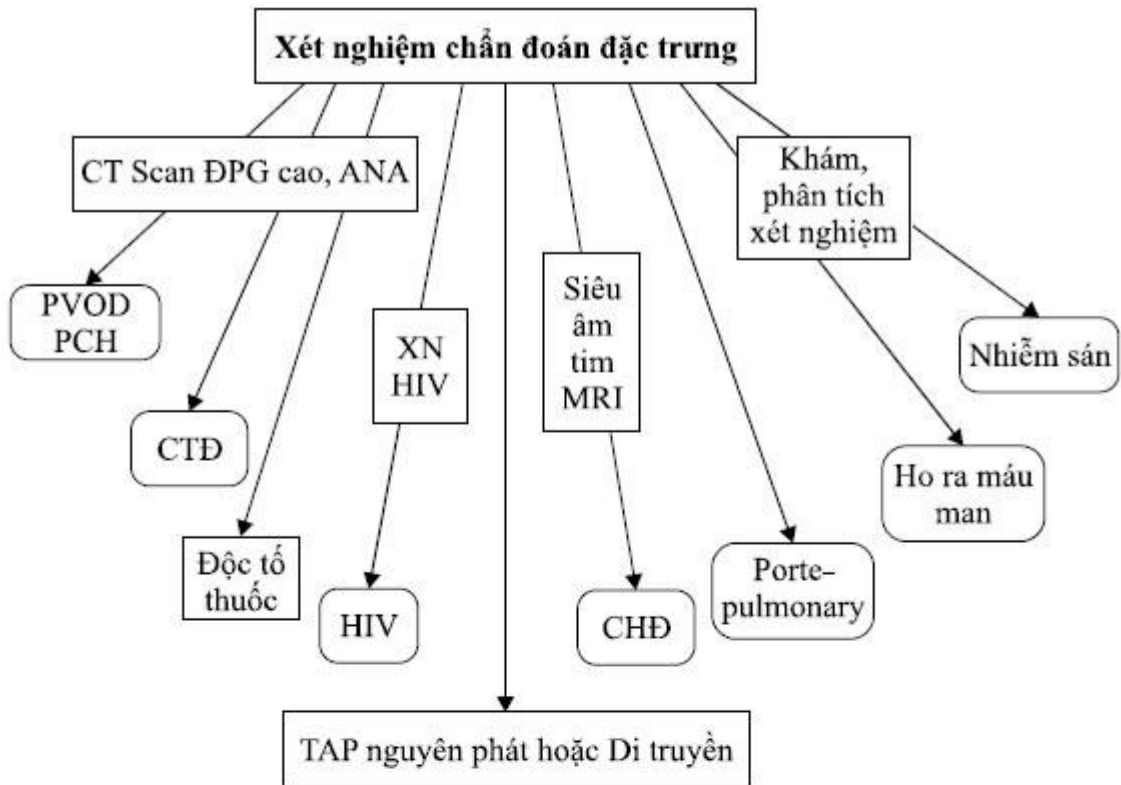 Xét nghiệm chẩn đoán đặc trưng
CT Scan ĐPG cao, ANA
Khám,
phân tích
xét nghiệm
PVOD
PCH
XN
HIV
Siêu
âm
tim
MRI
Nhiễm sán
CTĐ
Ho ra máu
man
Độc tố
thuốc
HIV
CHĐ
Porte-
pulmonary
TAP nguyên phát hoặc Di truyền